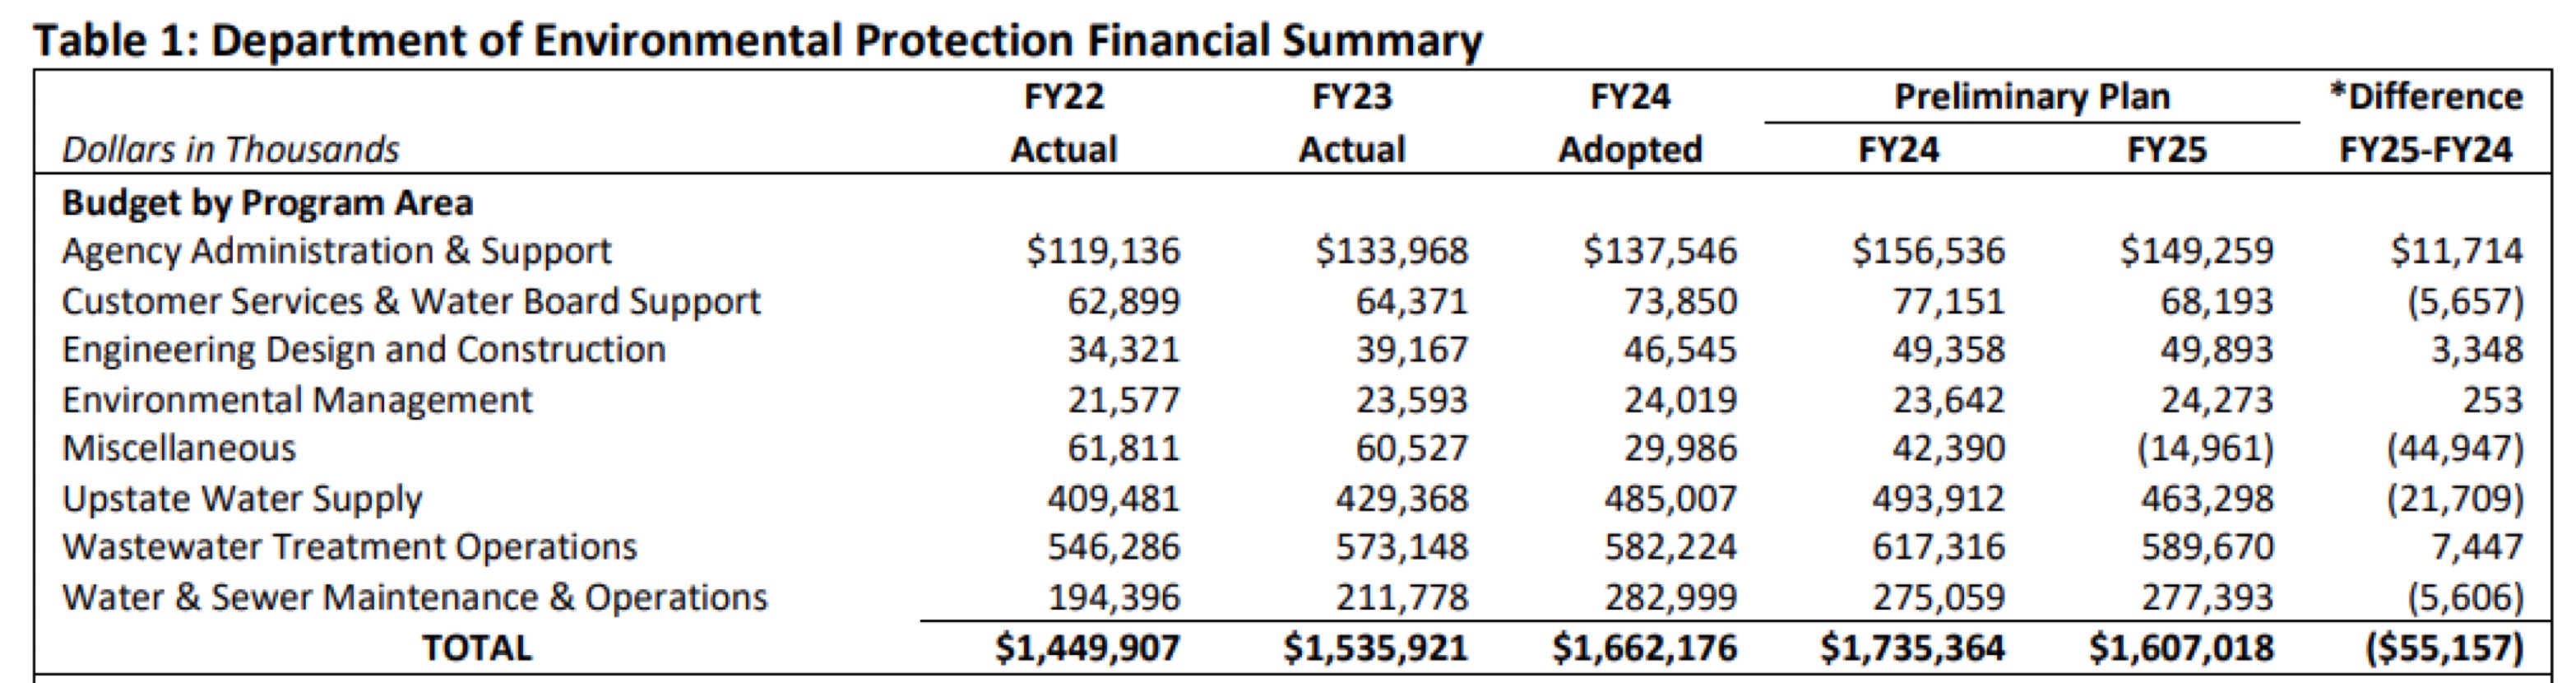 Table 1: Department of Environmental Protection Financial Summary
FY22 FY23 FY24 Preliminary Plan *Difference
Dollars in Thousands Actual Actual Adopted FY24 FY25 FY25-FY24
Budget by Program Area
Agency Administration & Support $119,136 $133,968 $137,546 $156,536 $149,259 $11,714
Customer Services & Water Board Support 62,899 64,371 73,850 77,151 68,193 (5,657)
Engineering Design and Construction 34,321 39,167 46,545 49,358 49,893 3,348
Environmental Management 21,577 23,593 24,019 23,642 24,273 253
Miscellaneous 61,811 60,527 29,986 42,390 (14,961) (44,947)
Upstate Water Supply 409,481 429,368 485,007 493,912 463,298 (21,709)
Wastewater Treatment Operations 546,286 573,148 582,224 617,316 589,670 7,447
Water & Sewer Maintenance & Operations 194,396 211,778 282,999 275,059 277,393 (5,606)
TOTAL $1,449,907 $1,535,921 $1,662,176 $1,735,364 $1,607,018 ($55,157)